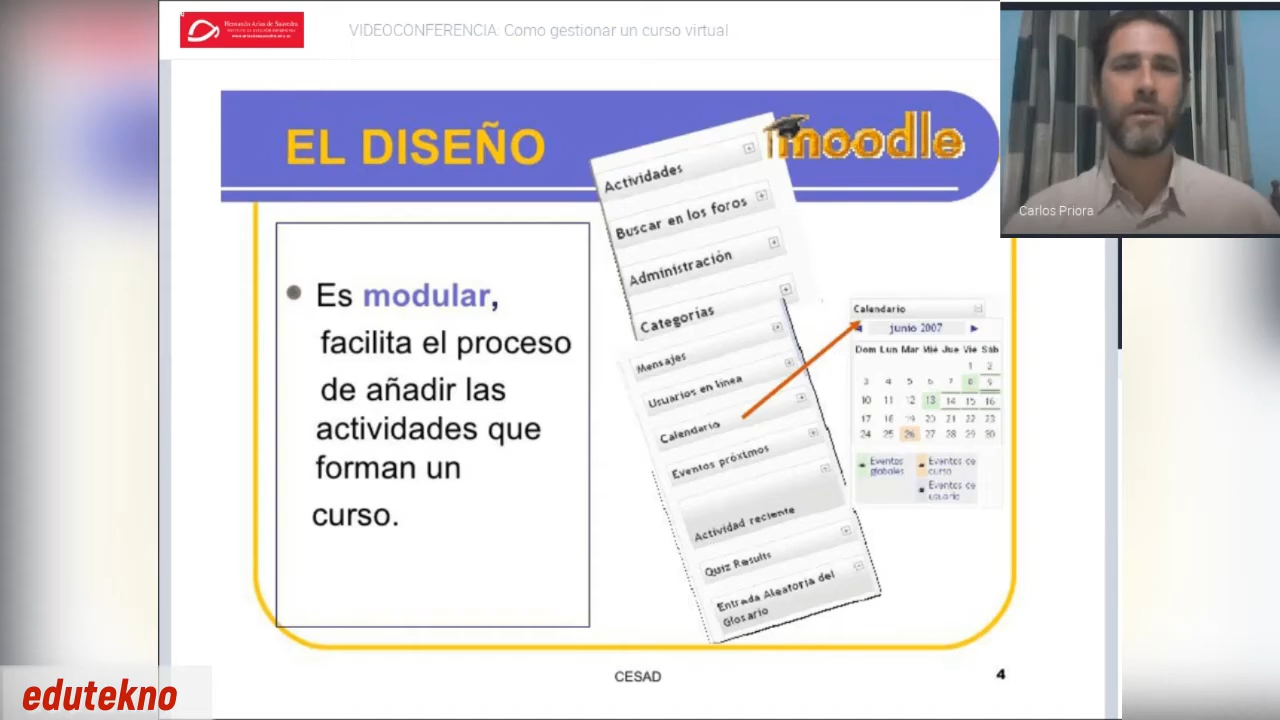 Hernando Arias de Saavedra
VIDEOCONFERENCIA: Como gestionar un curso virtual
Carlos Priora
EL DISEÑO
moodle
Es modular,
facilita el proceso
de añadir las
actividades que
forman un
curso.
Actividades
Buscar en los foros
Administración
Categorías
Mensajes
Usuarios en línea
Calendario
Eventos próximos
Actividad reciente
Quiz Results
Entrada Aleatoria del
Glosario
Calendario
junio 2007
Dom Lun Mar Mié Jue Vie Sáb
1 2
3 4 5 6 7 8 9
10 11 12 13 14 15 16
17 18 19 20 21 22 23
24 25 26 27 28 29 30
Eventos
globales
Eventos de
curso
Eventos de
usuario
CESAD
4
edutekno